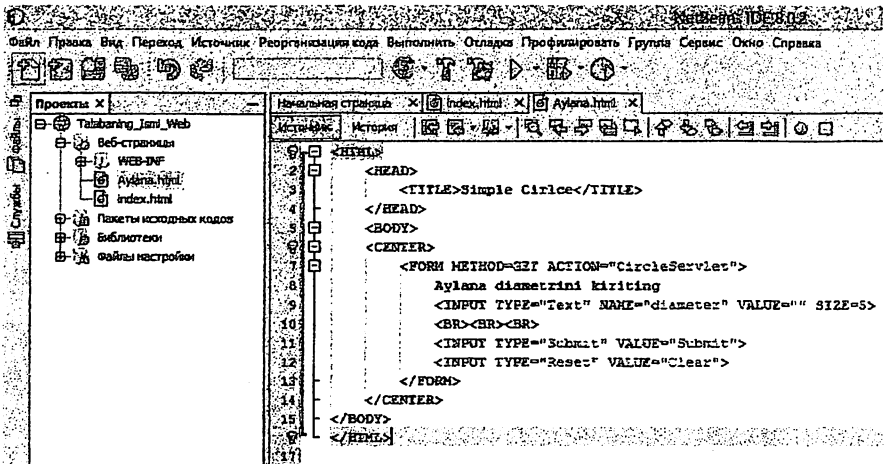 NetBeans IDE 8.0.2
Файл Правка Вид Переход Источник Реорганизация кода Выполнить Отладка Профилировать Группа Сервис Окно Справка
Проекты
Начальная страница
index.html
Aylana.html
Talabaning_Ismi_Web
Веб-страницы
WEB-INF
Aylana.html
index.html
Пакеты исходных кодов
Библиотеки
Файлы настройки
Файлы
Службы
Источник История
<HTML>
2 <HEAD>
3 <TITLE>Simple Cirlce</TITLE>
4 </HEAD>
5 <BODY>
<CENTER>
7 <FORM METHOD=GET ACTION="CircleServlet">
8 Aylana diametrini kiriting
9 <INPUT TYPE="Text" NAME="diameter" VALUE="" SIZE=5>
10 <BR><BR><BR>
11 <INPUT TYPE="Submit" VALUE="Submit">
12 <INPUT TYPE="Reset" VALUE="Clear">
13 </FORM>
14 </CENTER>
15 </BODY>
</HTML>
17